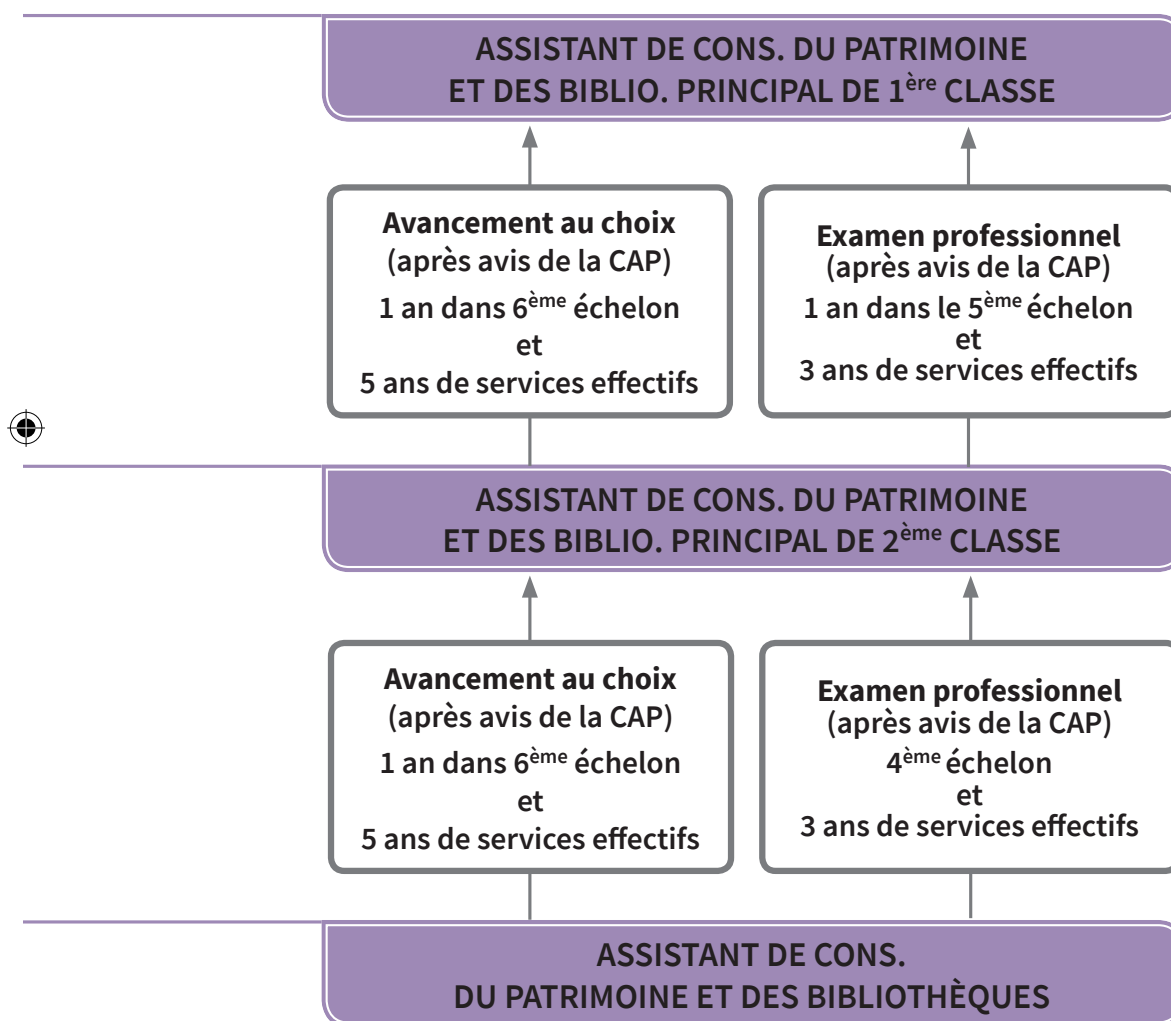 ASSISTANT DE CONS. DU PATRIMOINE
ET DES BIBLIO. PRINCIPAL DE 1ère CLASSE
Avancement au choix
(après avis de la CAP)
1 an dans 6ème échelon
et
5 ans de services effectifs
Examen professionnel
(après avis de la CAP)
1 an dans le 5ème échelon
et
3 ans de services effectifs
ASSISTANT DE CONS. DU PATRIMOINE
ET DES BIBLIO. PRINCIPAL DE 2ème CLASSE
Avancement au choix
(après avis de la CAP)
1 an dans 6ème échelon
et
5 ans de services effectifs
Examen professionnel
(après avis de la CAP)
4ème échelon
et
3 ans de services effectifs
ASSISTANT DE CONS.
DU PATRIMOINE ET DES BIBLIOTHÈQUES